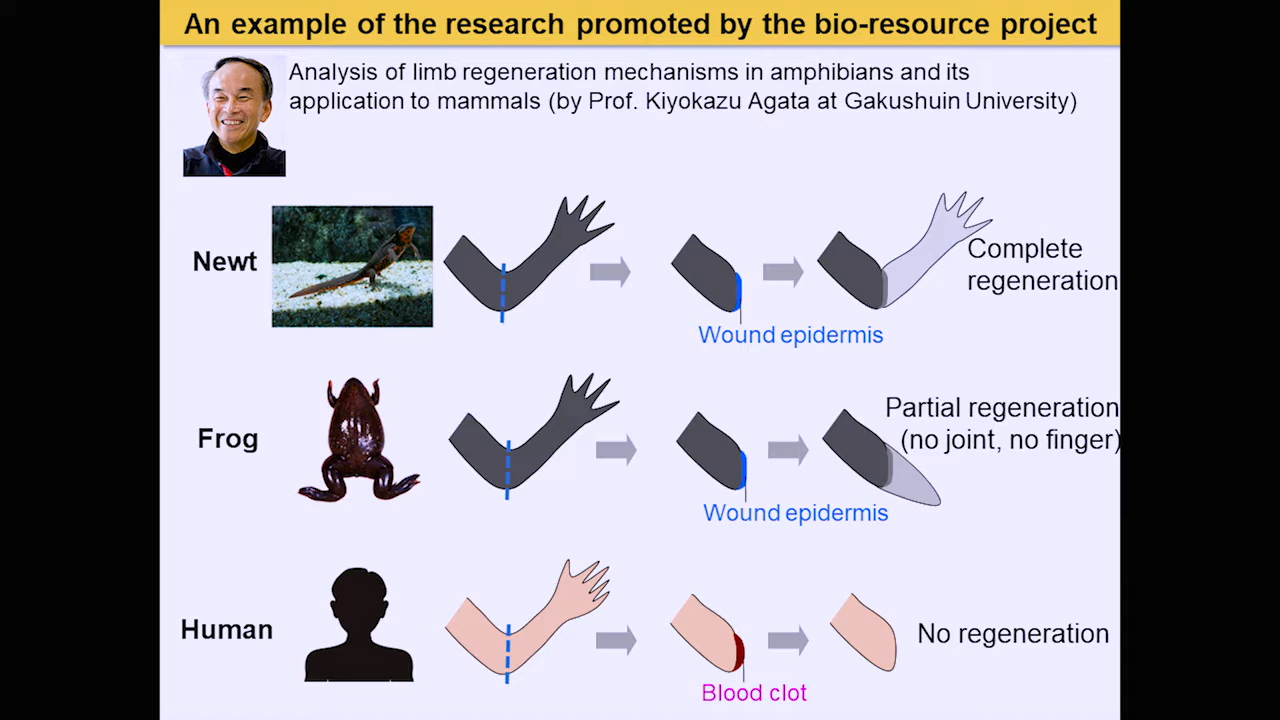 An example of the research promoted by the bio-resource project
Analysis of limb regeneration mechanisms in amphibians and its
application to mammals (by Prof. Kiyokazu Agata at Gakushuin University)
Newt
Complete
regeneration
Wound epidermis
Frog
Partial regeneration
(no joint, no finger)
Wound epidermis
Human
No regeneration
Blood clot